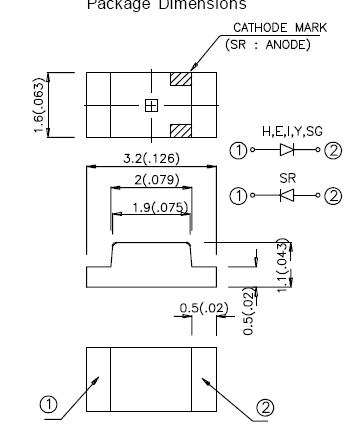 Package Dimensions
CATHODE MARK
(SR : ANODE)
1.6(.063)
H,E,I,Y,SG
1 2
3.2(.126)
SR
2(.079)
1 2
1.9(.075)
1.1(.043)
0.5(.02)
0.5(.02)
1 2